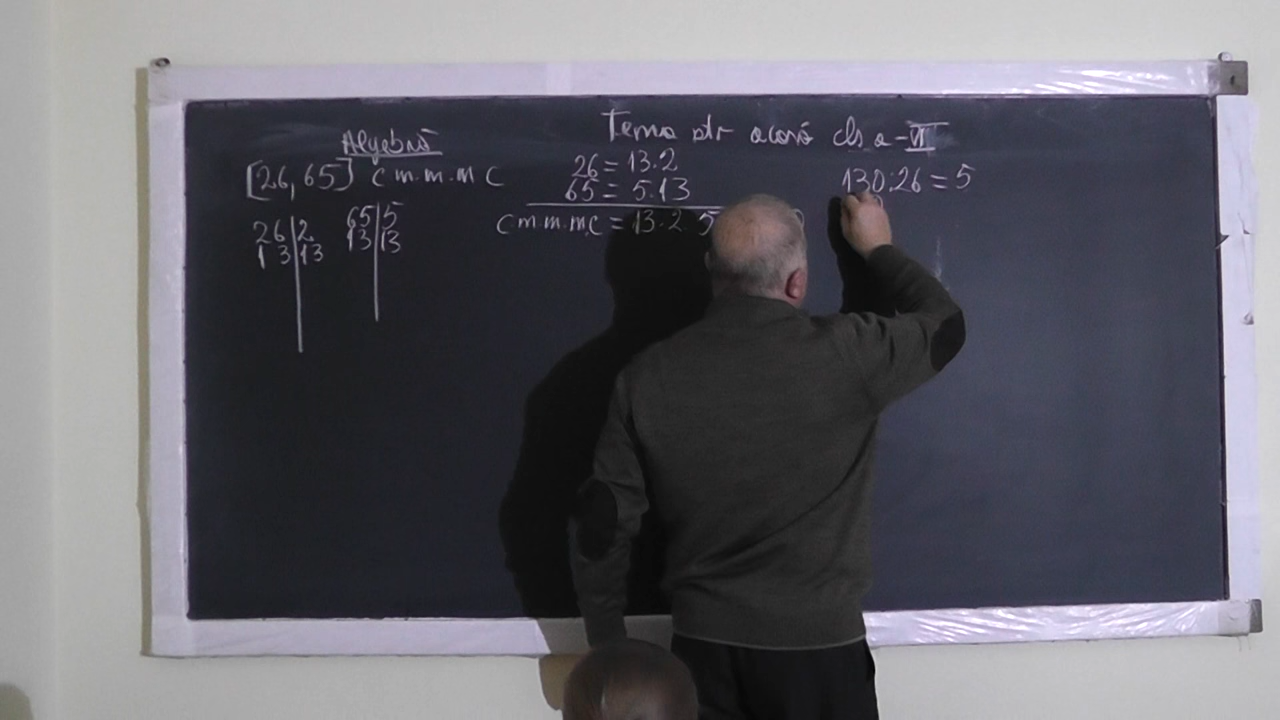 Tema ptr acasă cls a-VI
Algebră
[26,65] c m.m.m c
26|2
13|13
65|5
13|13
26 = 13.2
65 = 5.13
c m m.m.c = 13.2.5
130:26 = 5